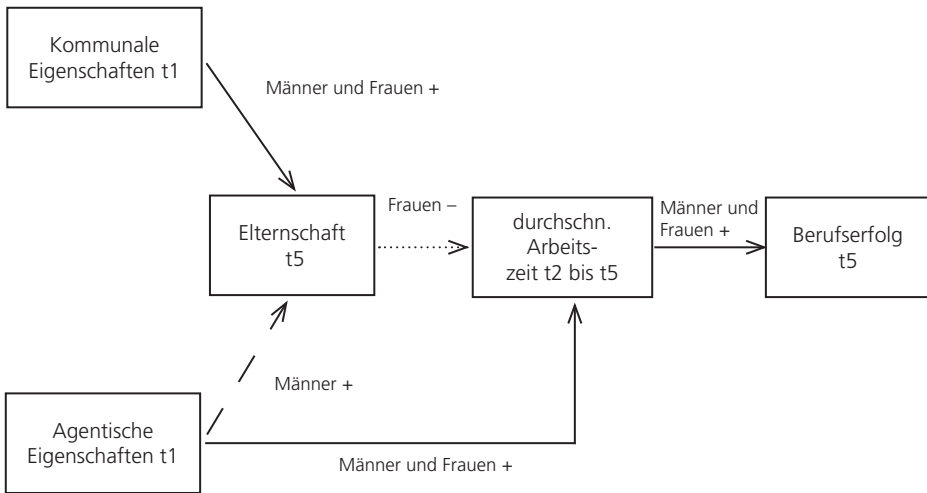 Kommunale
Eigenschaften t1
Männer und Frauen +
Elternschaft
t5
Frauen –
durchschn.
Arbeits-
zeit t2 bis t5
Männer und
Frauen +
Berufserfolg
t5
Männer +
Agentische
Eigenschaften t1
Männer und Frauen +